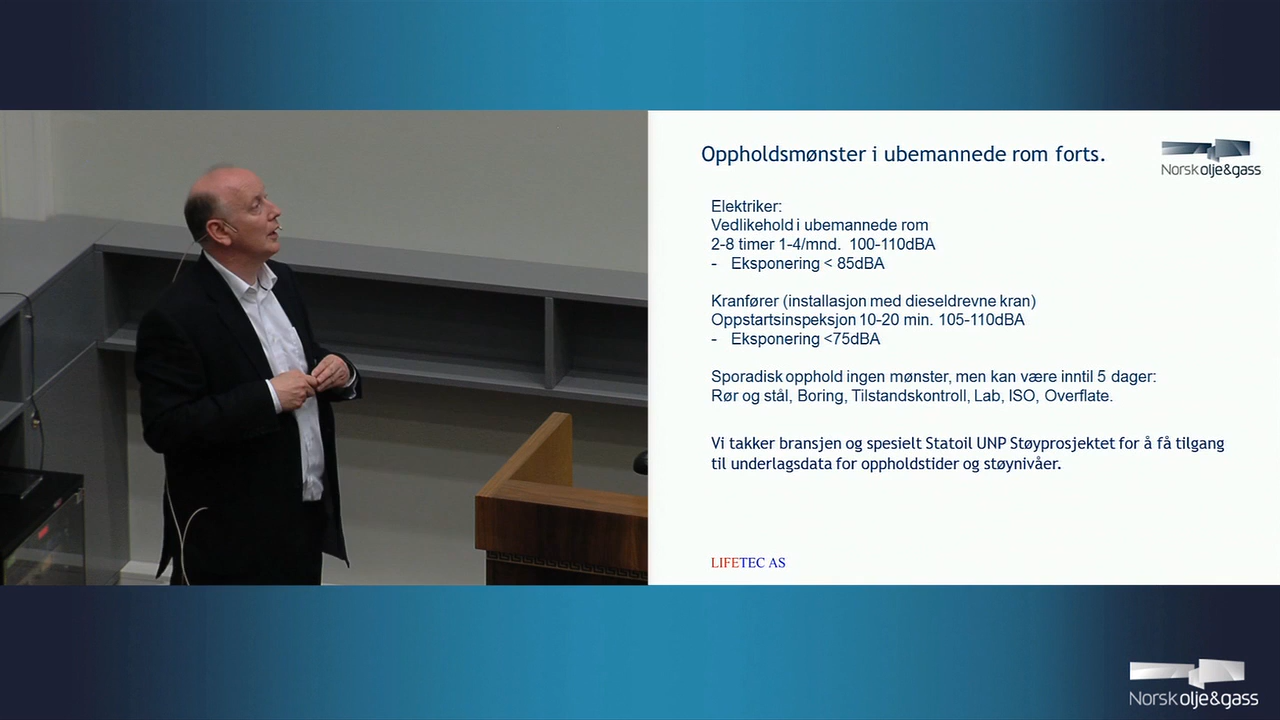 Oppholdsmønster i ubemannede rom forts.
Norsk olje&gass
Elektriker:
Vedlikehold i ubemannede rom
2-8 timer 1-4/mnd. 100-110dBA
- Eksponering < 85dBA
Kranfører (installasjon med dieseldrevne kran)
Oppstartsinspeksjon 10-20 min. 105-110dBA
- Eksponering <75dBA
Sporadisk opphold ingen mønster, men kan være inntil 5 dager:
Rør og stål, Boring, Tilstandskontroll, Lab, ISO, Overflate.
Vi takker bransjen og spesielt Statoil UNP Støyprosjektet for å få tilgang
til underlagsdata for oppholdstider og støynivåer.
LIFETEC AS
Norsk olje&gass